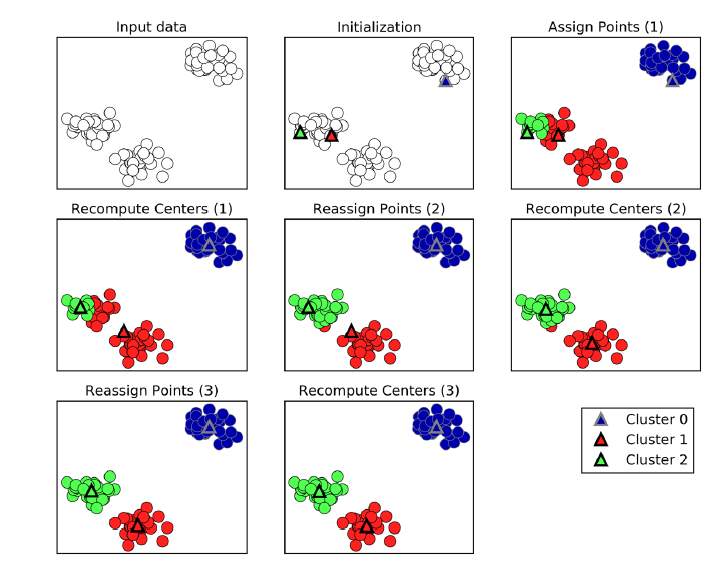 Input data
Initialization
Assign Points (1)
Recompute Centers (1)
Reassign Points (2)
Recompute Centers (2)
Reassign Points (3)
Recompute Centers (3)
Cluster 0
Cluster 1
Cluster 2